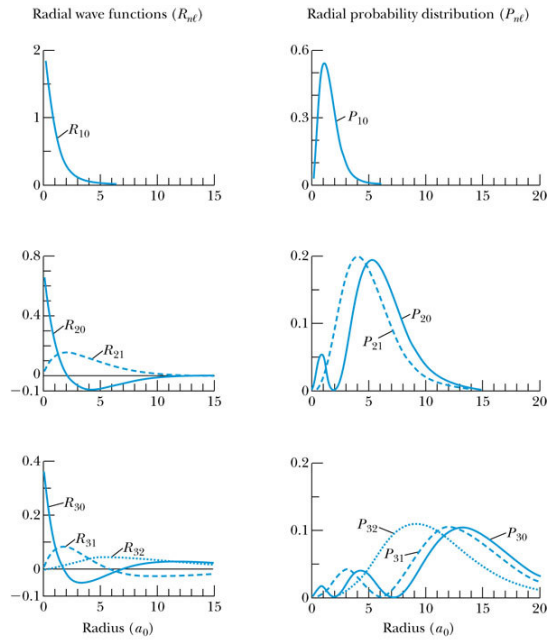 Radial wave functions (Rnℓ)
Radial probability distribution (Pnℓ)
2
1
0
R10
0 5 10 15
0.6
0.3
0
P10
0 5 10 15 20
0.8
0.4
0
−0.1
R20
R21
0 5 10 15
0.2
0.1
0
P20
P21
0 5 10 15 20
0.4
0.2
0
−0.1
R30
R31
R32
0 5 10 15
Radius (a0)
0.2
0.1
0
P32
P31
P30
0 5 10 15 20
Radius (a0)